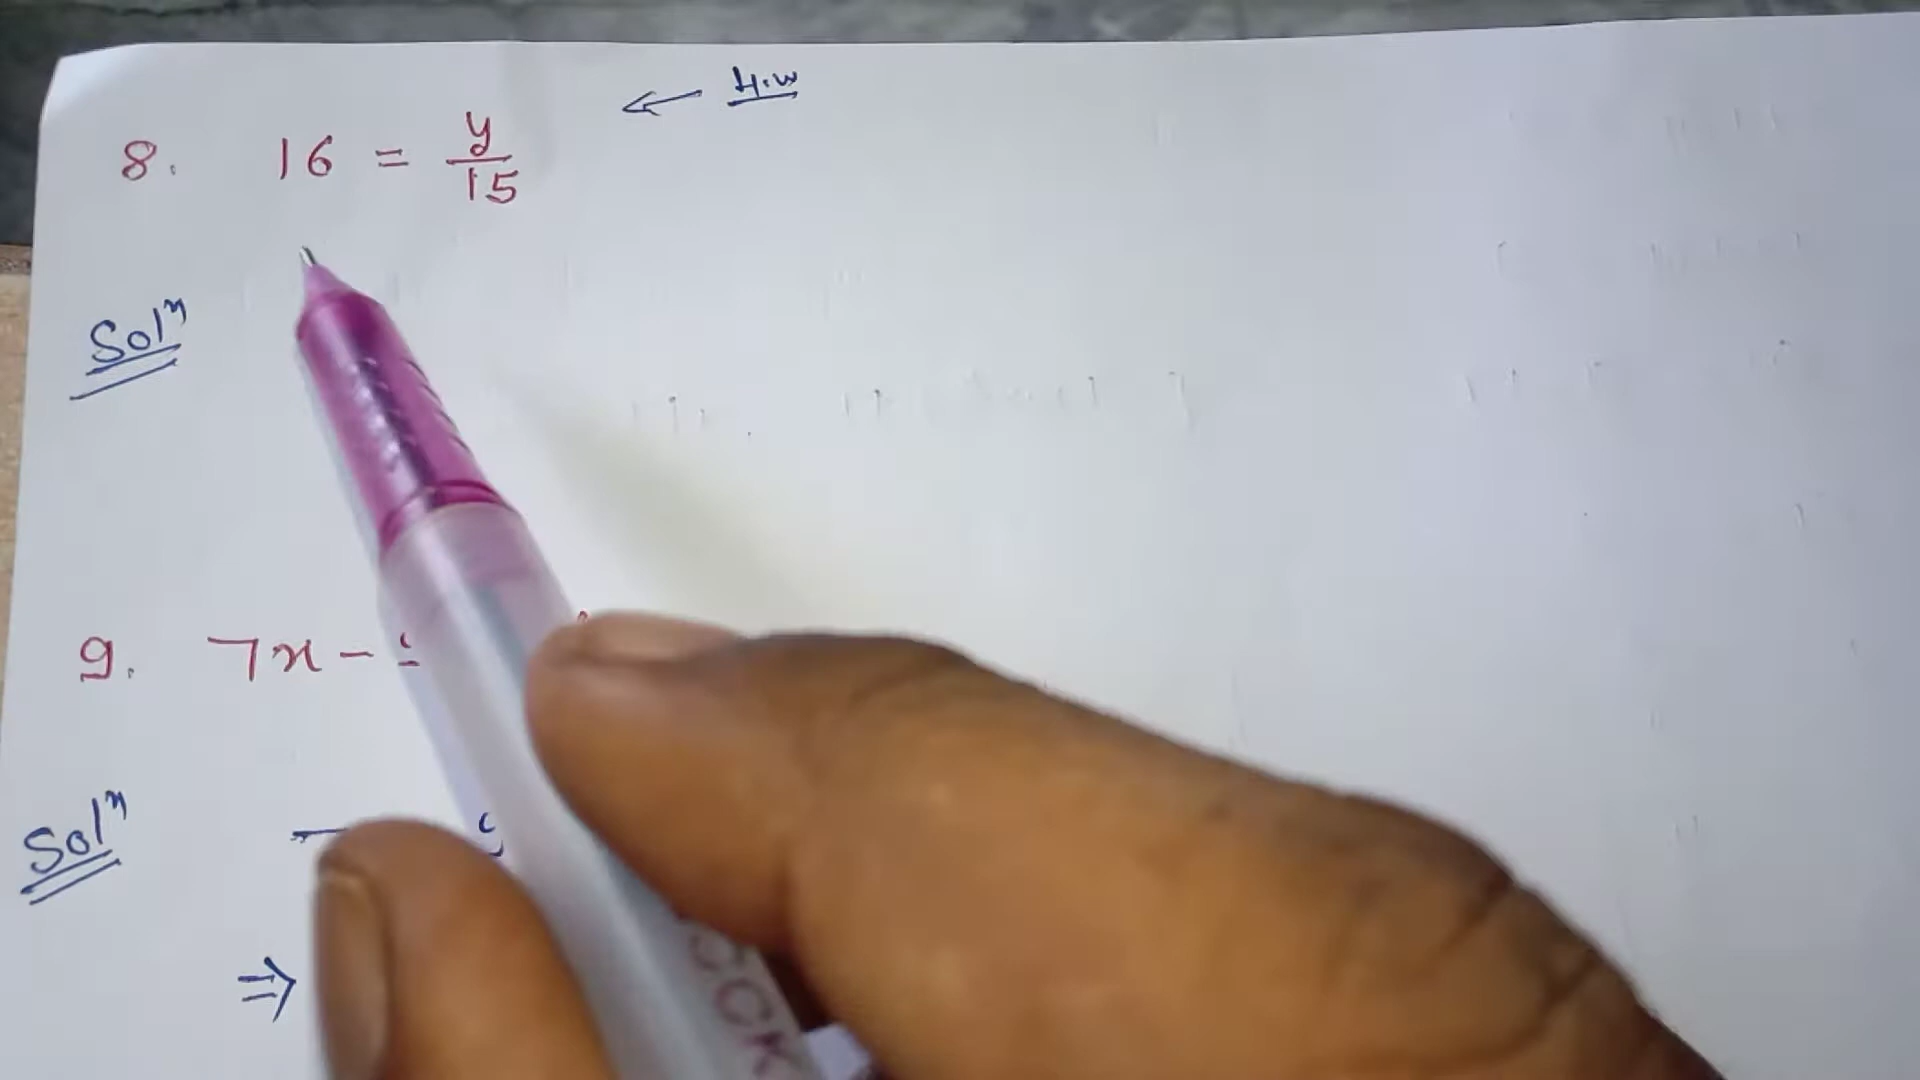 ← H.W
8. 16 = y/15
Solⁿ
9. 7x -
Solⁿ
⇒